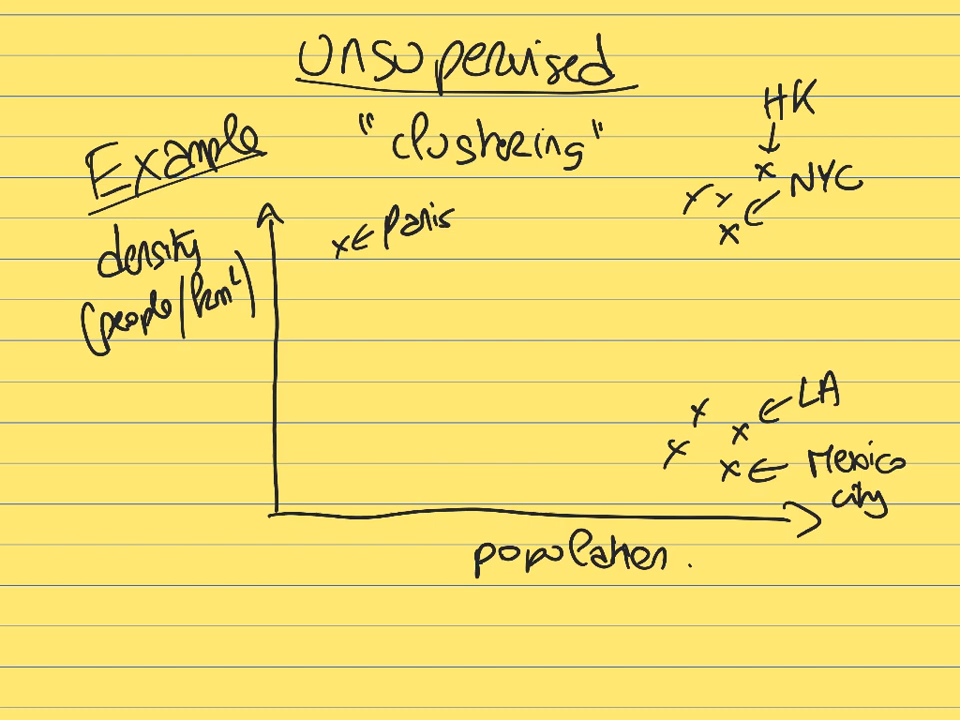 Unsupervised
"clustering"
Example
HK
NYC
Paris
density
(people/km²)
LA
Mexico
city
population.